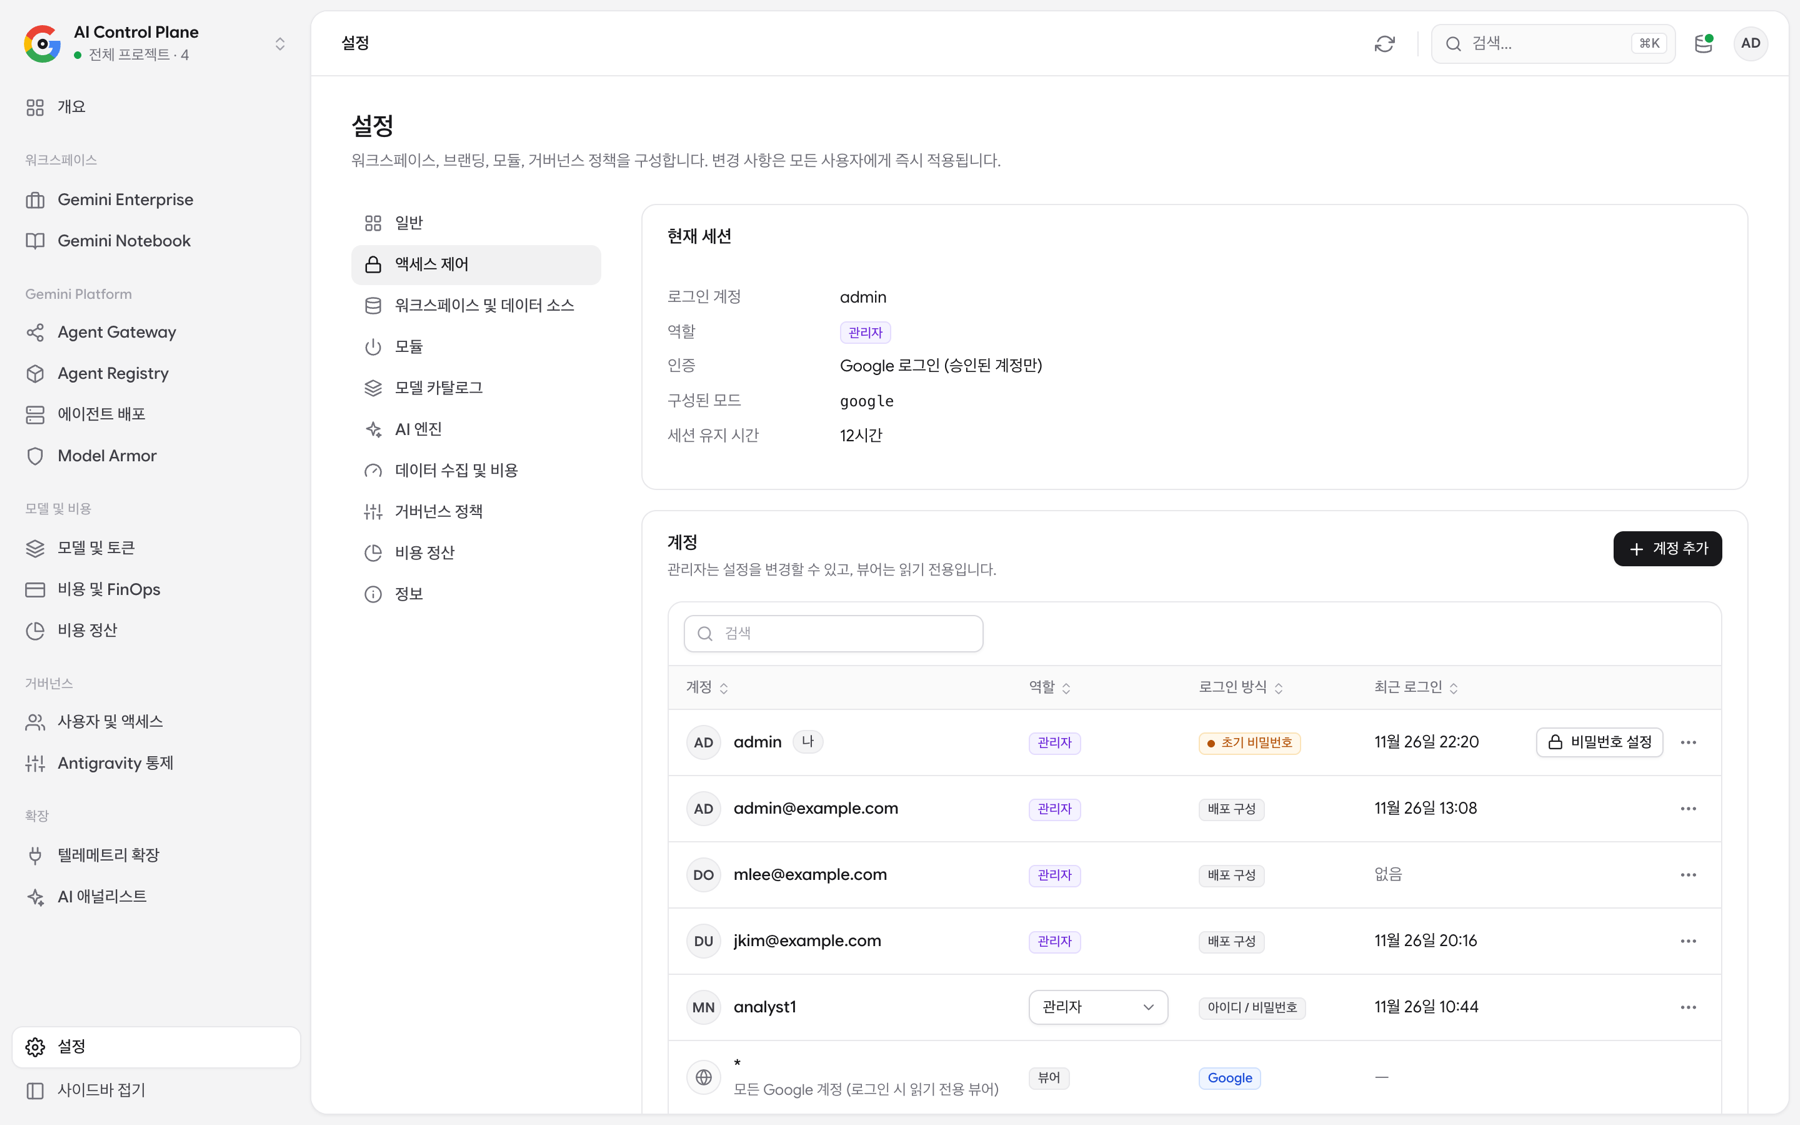 AI Control Plane
전체 프로젝트 · 4
개요
워크스페이스
Gemini Enterprise
Gemini Notebook
Gemini Platform
Agent Gateway
Agent Registry
에이전트 배포
Model Armor
모델 및 비용
모델 및 토큰
비용 및 FinOps
비용 정산
거버넌스
사용자 및 액세스
Antigravity 통제
확장
텔레메트리 확장
AI 애널리스트
설정
사이드바 접기
설정
검색...
⌘K
AD
설정
워크스페이스, 브랜딩, 모듈, 거버넌스 정책을 구성합니다. 변경 사항은 모든 사용자에게 즉시 적용됩니다.
일반
액세스 제어
워크스페이스 및 데이터 소스
모듈
모델 카탈로그
AI 엔진
데이터 수집 및 비용
거버넌스 정책
비용 정산
정보
현재 세션
로그인 계정 admin
역할 관리자
인증 Google 로그인 (승인된 계정만)
구성된 모드 google
세션 유지 시간 12시간
계정
관리자는 설정을 변경할 수 있고, 뷰어는 읽기 전용입니다.
계정 추가
검색
계정 역할 로그인 방식 최근 로그인
AD admin 나 관리자 초기 비밀번호 11월 26일 22:20 비밀번호 설정
AD admin@example.com 관리자 배포 구성 11월 26일 13:08
DO mlee@example.com 관리자 배포 구성 없음
DU jkim@example.com 관리자 배포 구성 11월 26일 20:16
MN analyst1 관리자 아이디 / 비밀번호 11월 26일 10:44
*
모든 Google 계정 (로그인 시 읽기 전용 뷰어) 뷰어 Google —